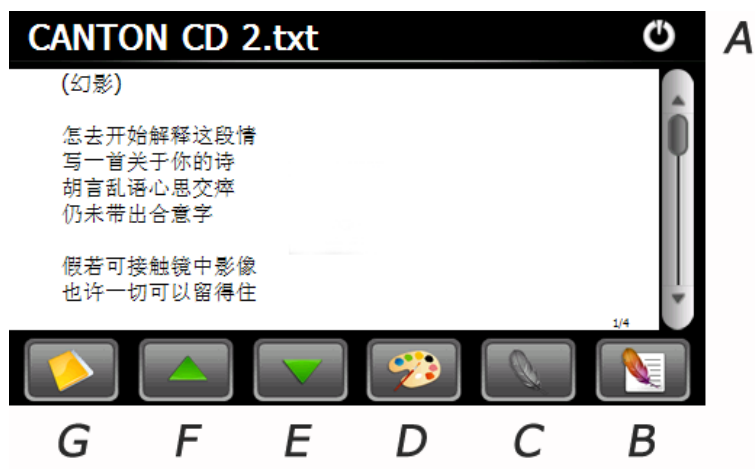 CANTON CD 2.txt
A
(幻影)
怎去开始解释这段情
写一首关于你的诗
胡言乱语心思交瘁
仍未带出合意字
假若可接触镜中影像
也许一切可以留得住
1/4
G F E D C B